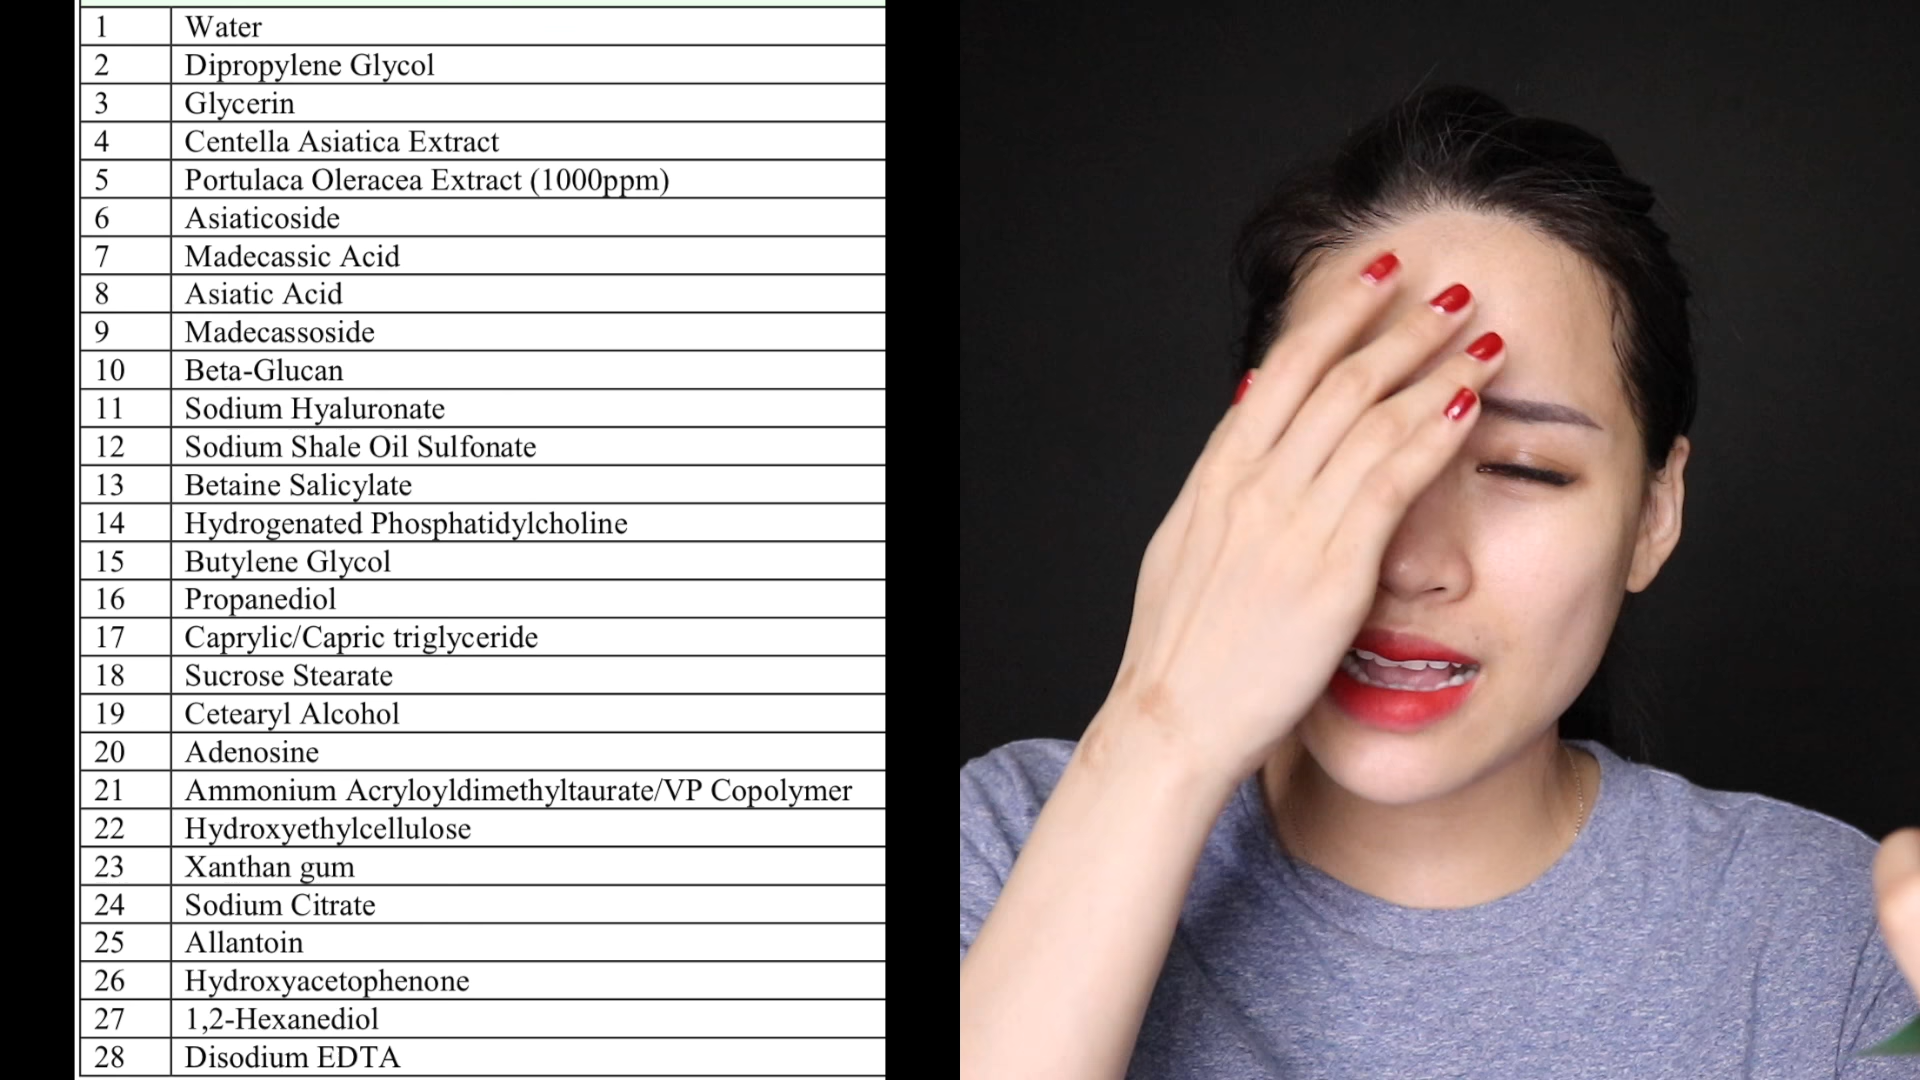 1 Water
2 Dipropylene Glycol
3 Glycerin
4 Centella Asiatica Extract
5 Portulaca Oleracea Extract (1000ppm)
6 Asiaticoside
7 Madecassic Acid
8 Asiatic Acid
9 Madecassoside
10 Beta-Glucan
11 Sodium Hyaluronate
12 Sodium Shale Oil Sulfonate
13 Betaine Salicylate
14 Hydrogenated Phosphatidylcholine
15 Butylene Glycol
16 Propanediol
17 Caprylic/Capric triglyceride
18 Sucrose Stearate
19 Cetearyl Alcohol
20 Adenosine
21 Ammonium Acryloyldimethyltaurate/VP Copolymer
22 Hydroxyethylcellulose
23 Xanthan gum
24 Sodium Citrate
25 Allantoin
26 Hydroxyacetophenone
27 1,2-Hexanediol
28 Disodium EDTA